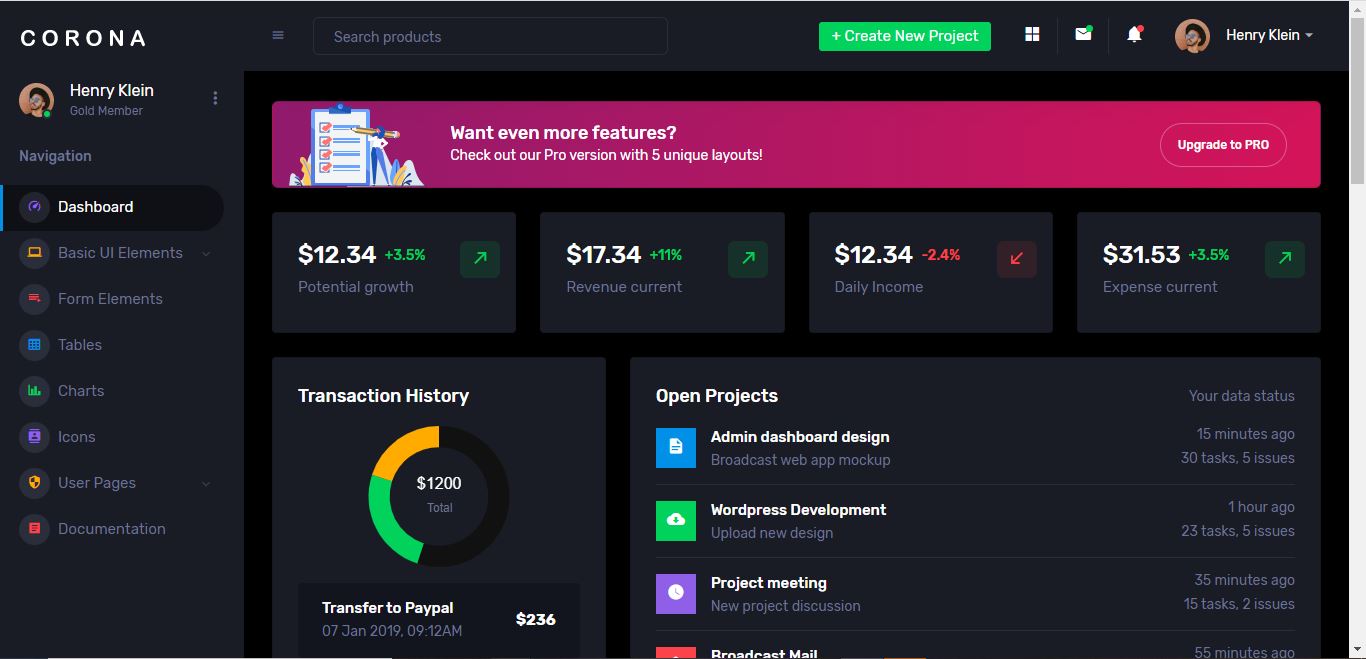 CORONA
Search products
+ Create New Project
Henry Klein
Henry Klein
Gold Member
Navigation
Dashboard
Basic UI Elements
Form Elements
Tables
Charts
Icons
User Pages
Documentation
Want even more features?
Check out our Pro version with 5 unique layouts!
Upgrade to PRO
$12.34 +3.5%
Potential growth
$17.34 +11%
Revenue current
$12.34 -2.4%
Daily Income
$31.53 +3.5%
Expense current
Transaction History
$1200
Total
Transfer to Paypal
07 Jan 2019, 09:12AM
$236
Open Projects
Your data status
Admin dashboard design
Broadcast web app mockup
15 minutes ago
30 tasks, 5 issues
Wordpress Development
Upload new design
1 hour ago
23 tasks, 5 issues
Project meeting
New project discussion
35 minutes ago
15 tasks, 2 issues
Broadcast Mail
55 minutes ago